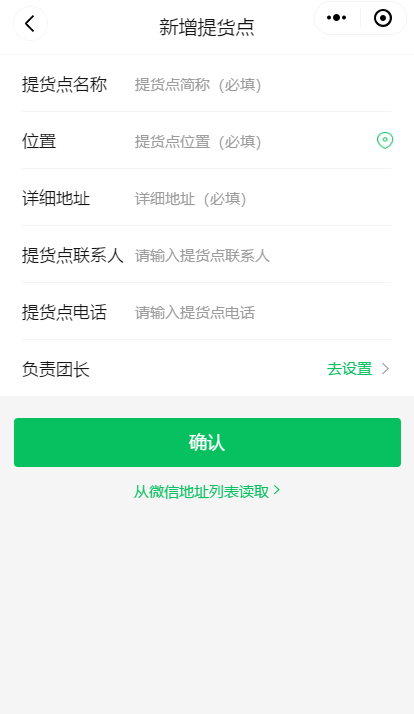 新增提货点
提货点名称 提货点简称（必填）
位置 提货点位置（必填）
详细地址 详细地址（必填）
提货点联系人 请输入提货点联系人
提货点电话 请输入提货点电话
负责团长 去设置
确认
从微信地址列表读取